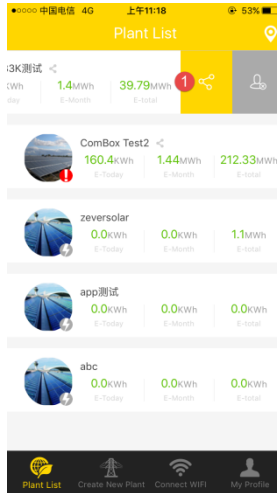 中国电信 4G 上午11:18 53%
Plant List
33K测试
KWh 1.4MWh 39.79MWh
day E-Month E-total
1
ComBox Test2
160.4KWh 1.44MWh 212.33MWh
E-Today E-Month E-total
zeversolar
0.0KWh 0.0KWh 1.1MWh
E-Today E-Month E-total
app测试
0.0KWh 0.0KWh 0.0KWh
E-Today E-Month E-total
abc
0.0KWh 0.0KWh 0.0KWh
E-Today E-Month E-total
Plant List Create New Plant Connect WIFI My Profile